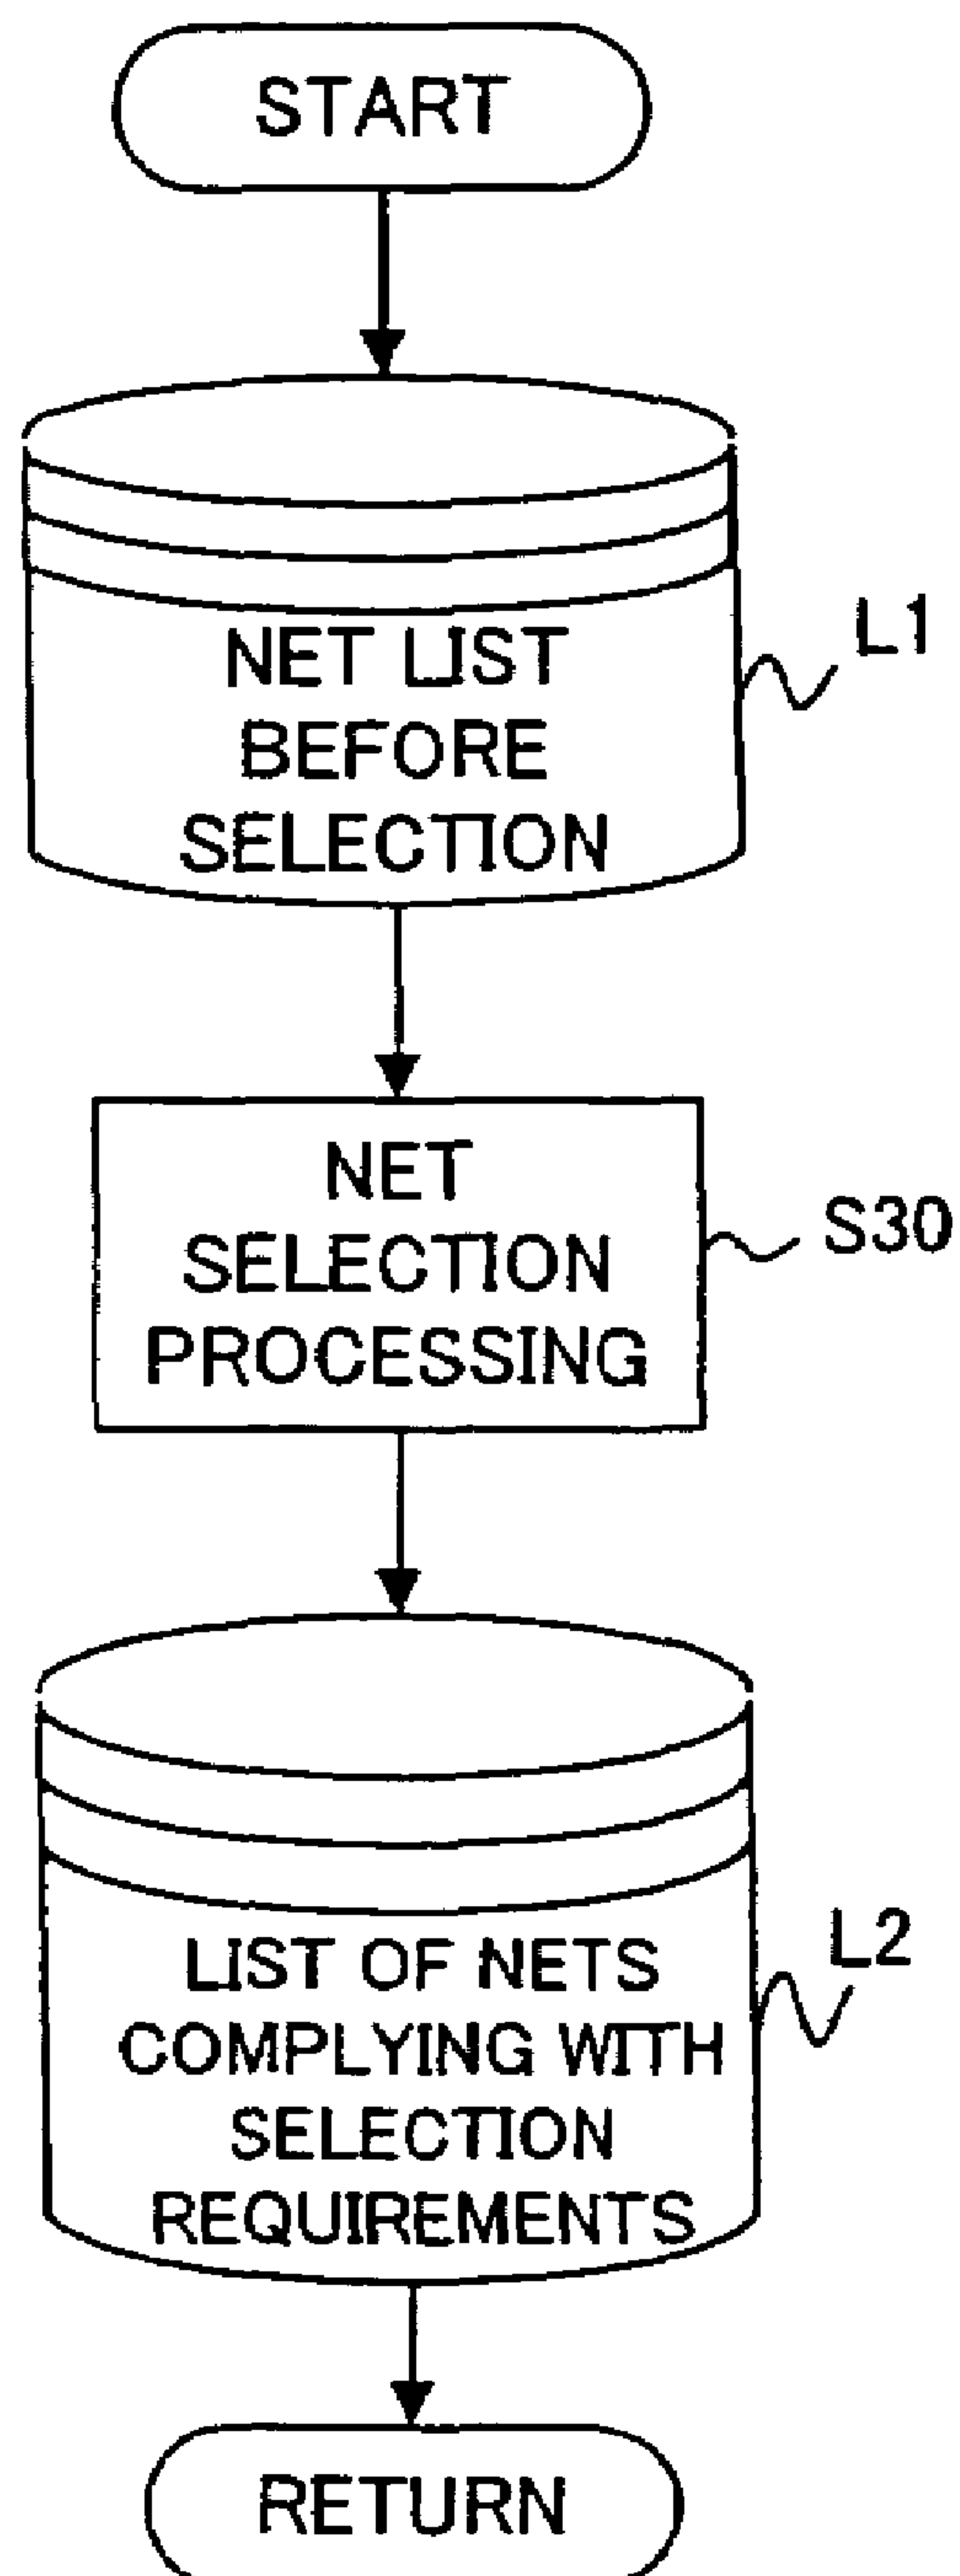 START
NET LIST
BEFORE
SELECTION
L1
NET
SELECTION
PROCESSING
S30
LIST OF NETS
COMPLYING WITH
SELECTION
REQUIREMENTS
L2
RETURN